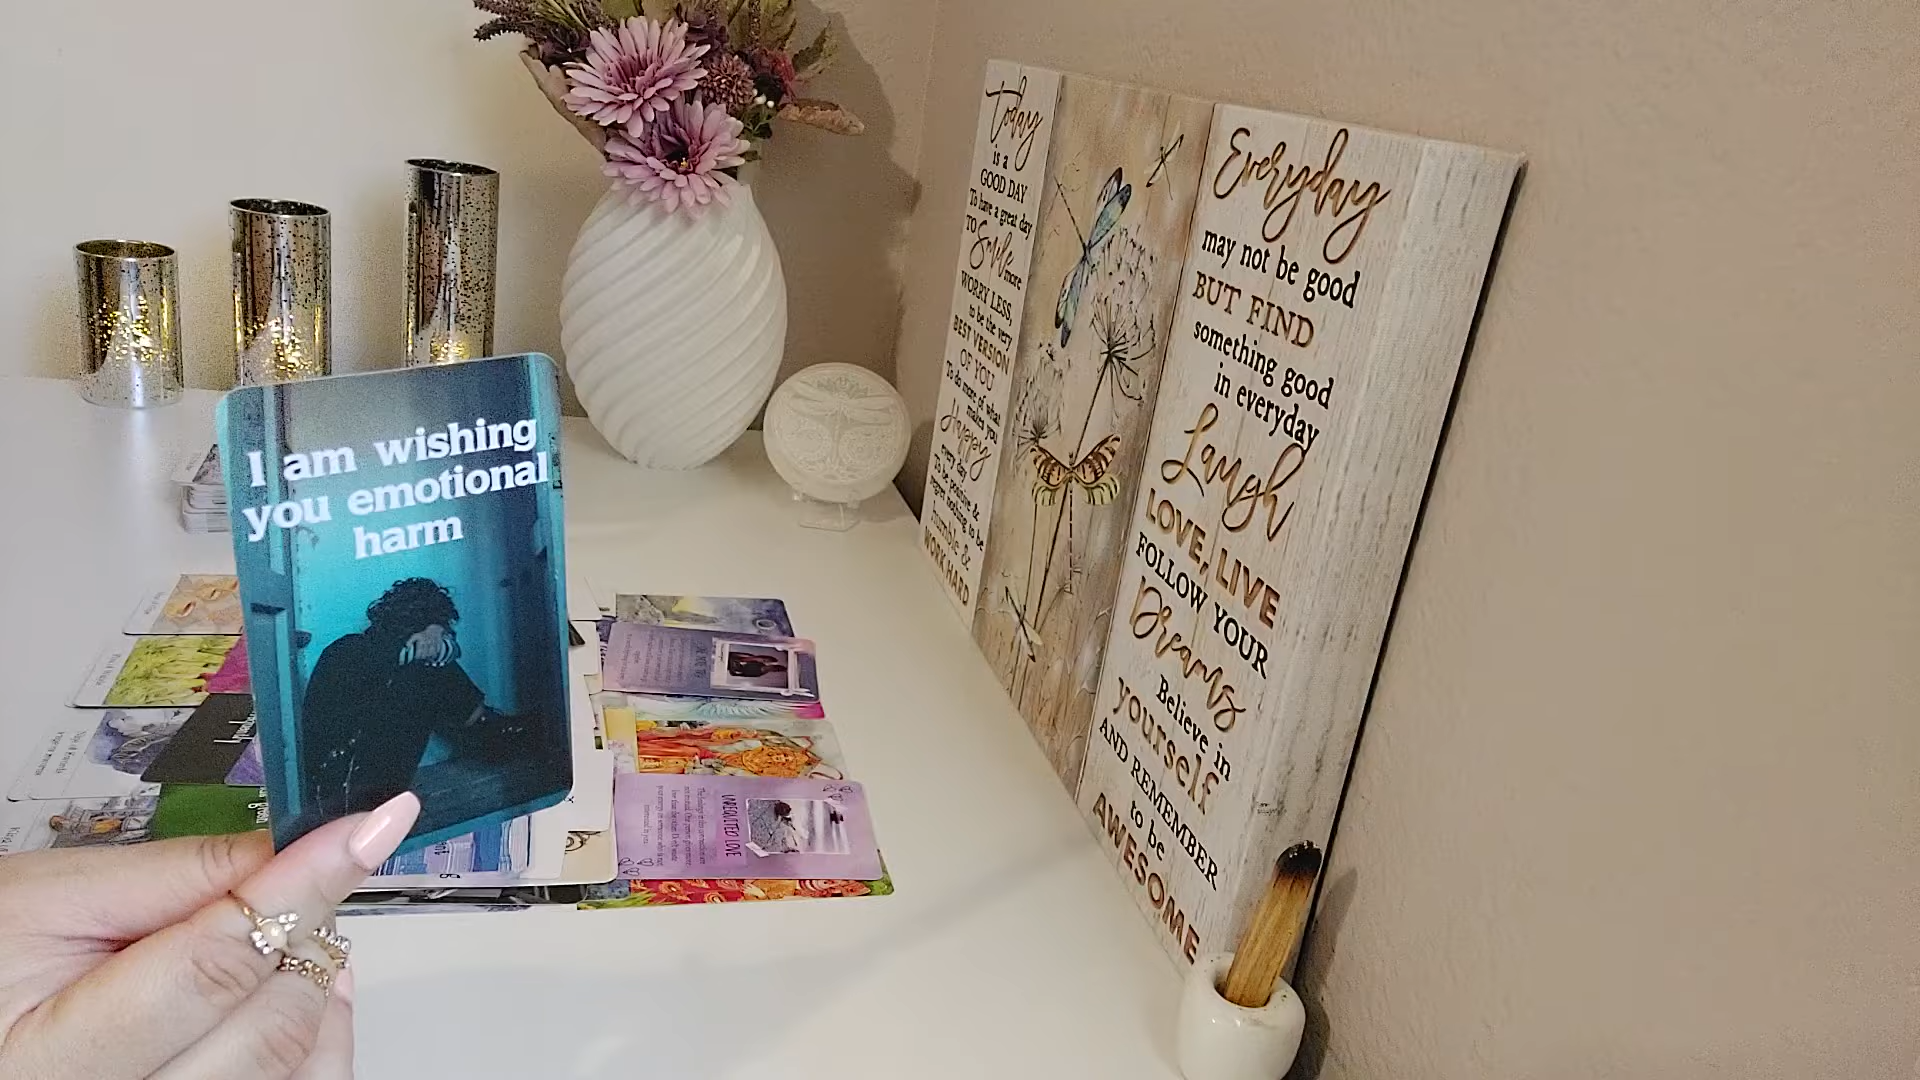 I am wishing
you emotional
harm
Today
is a
GOOD DAY
To have a great day
TO Smile more
WORRY LESS,
to be the very
BEST VERSION
OF YOU
To do more of what
makes you
Happy
every day
To be positive &
regret nothing to be
humble &
WORK HARD
Everyday
may not be good
BUT FIND
something good
in everyday
Laugh
LOVE, LIVE
FOLLOW YOUR
Dreams
Believe in
yourself
AND REMEMBER
to be
AWESOME
UNREQUITED LOVE